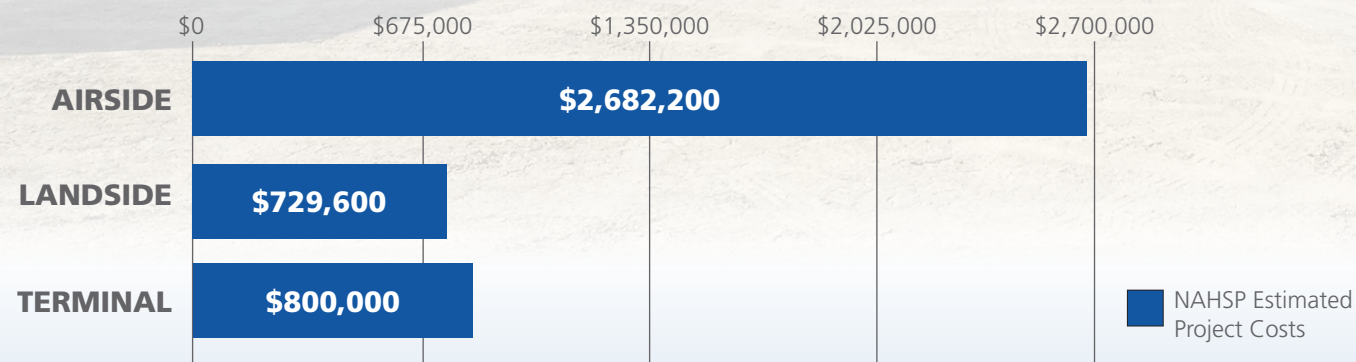 $0 $675,000 $1,350,000 $2,025,000 $2,700,000
AIRSIDE $2,682,200
LANDSIDE $729,600
TERMINAL $800,000
NAHSP Estimated
Project Costs